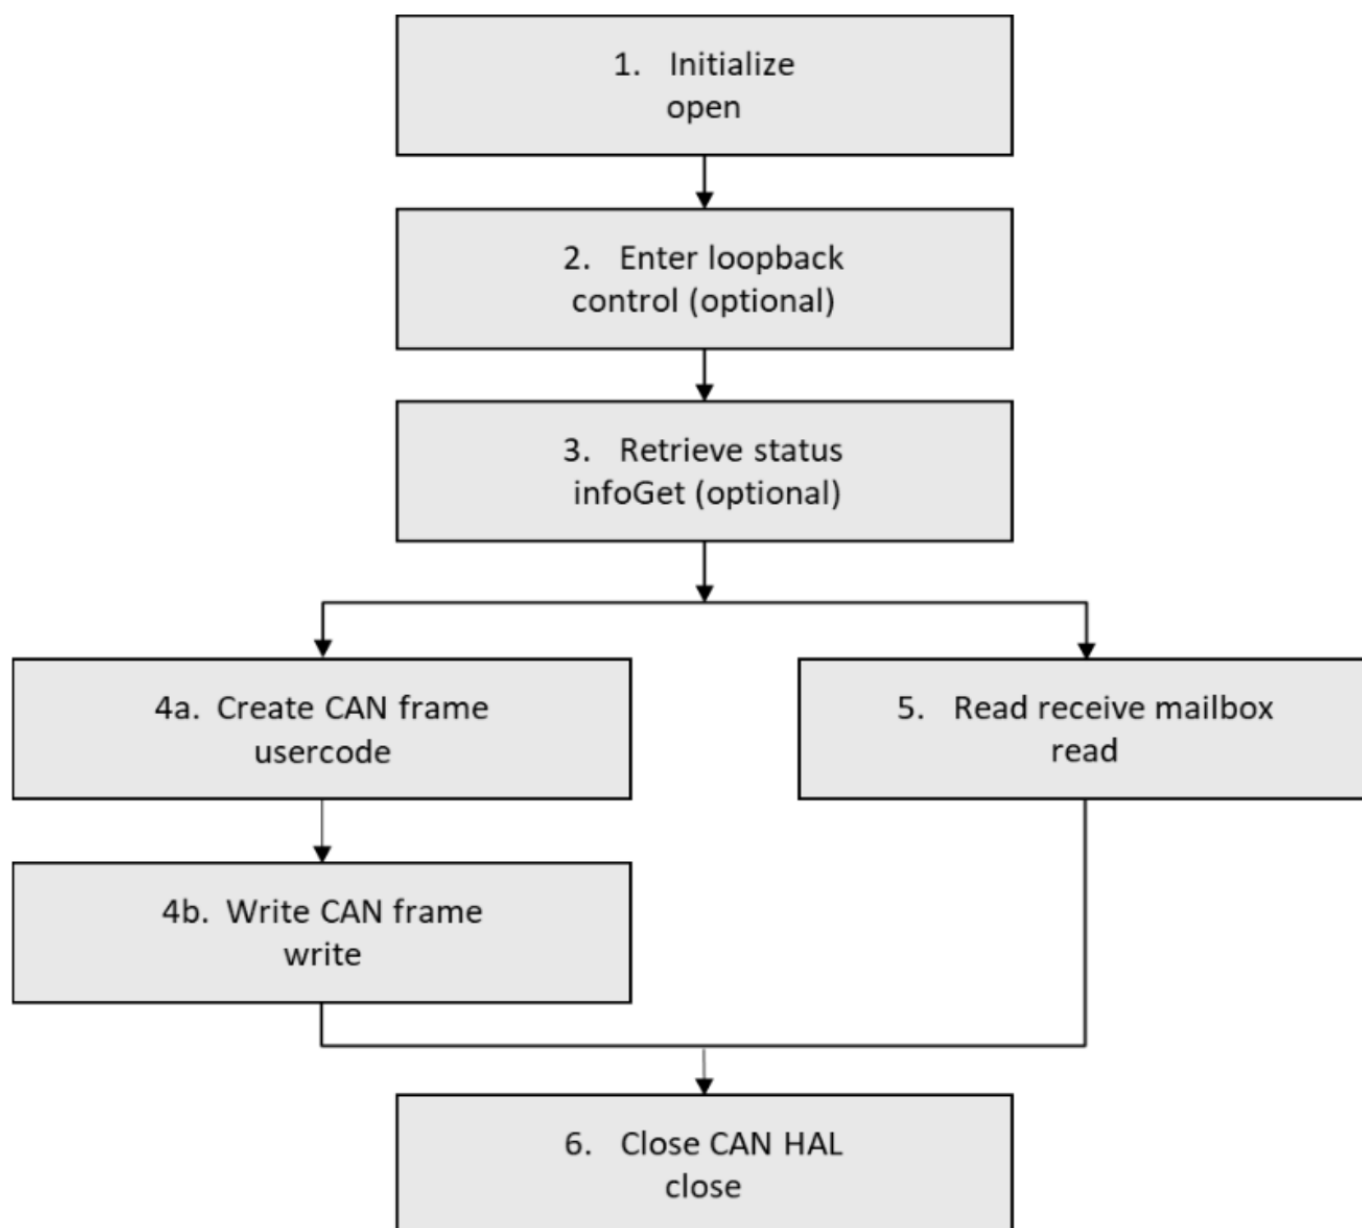 1. Initialize
open
2. Enter loopback
control (optional)
3. Retrieve status
infoGet (optional)
4a. Create CAN frame
usercode
5. Read receive mailbox
read
4b. Write CAN frame
write
6. Close CAN HAL
close